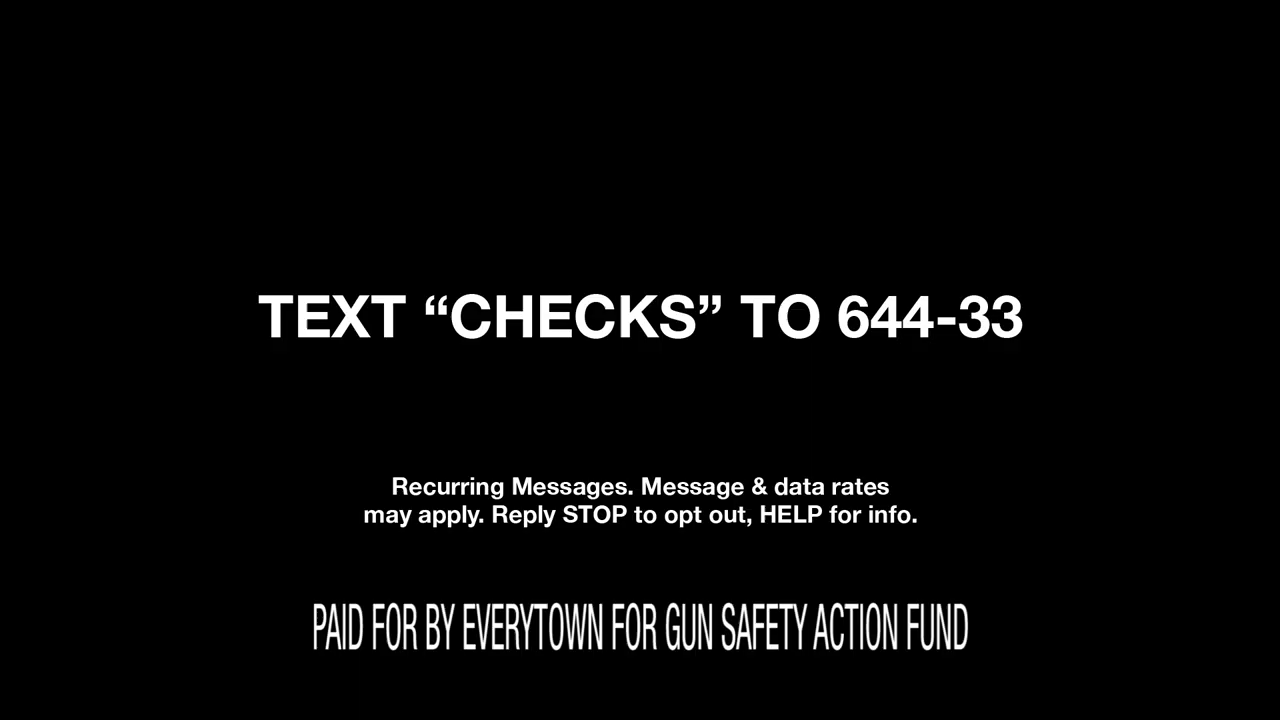 TEXT “CHECKS” TO 644-33
Recurring Messages. Message & data rates
may apply. Reply STOP to opt out, HELP for info.
PAID FOR BY EVERYTOWN FOR GUN SAFETY ACTION FUND